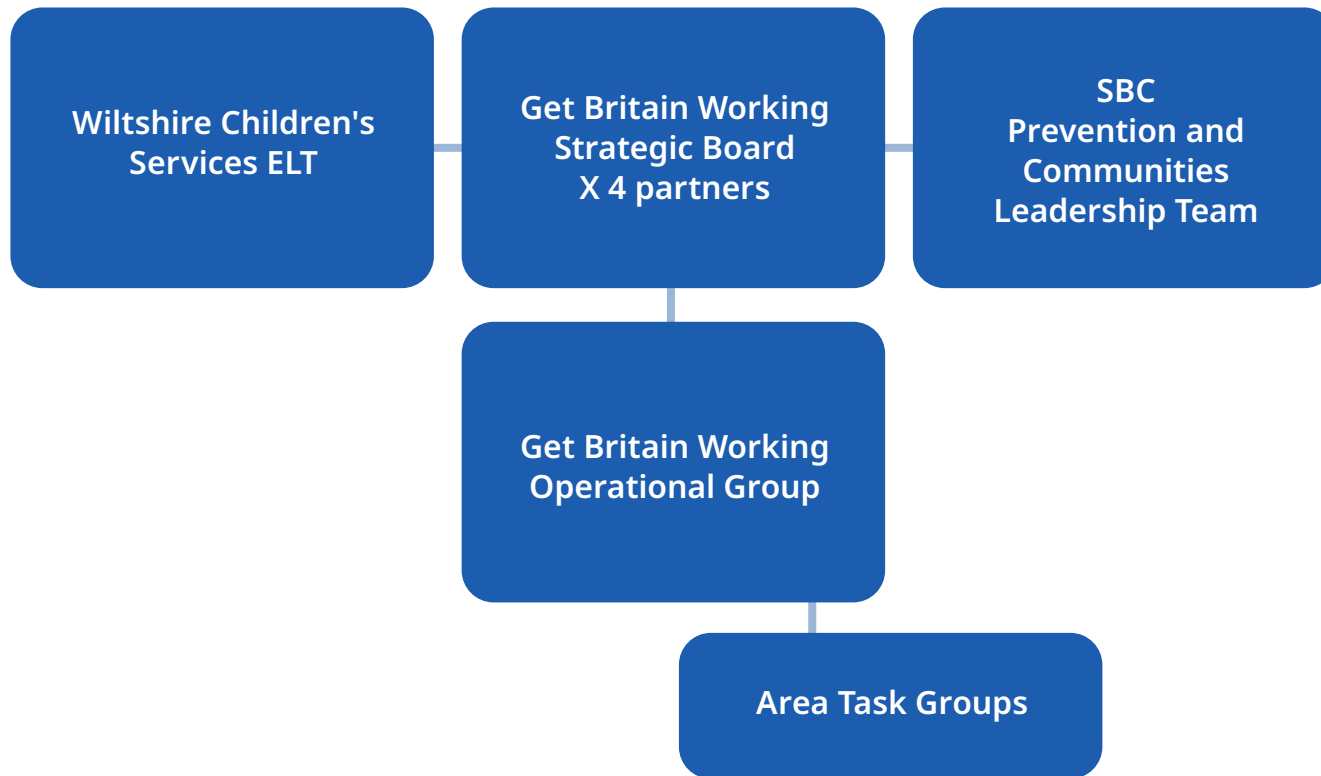 Wiltshire Children's
Services ELT
Get Britain Working
Strategic Board
X 4 partners
SBC
Prevention and
Communities
Leadership Team
Get Britain Working
Operational Group
Area Task Groups